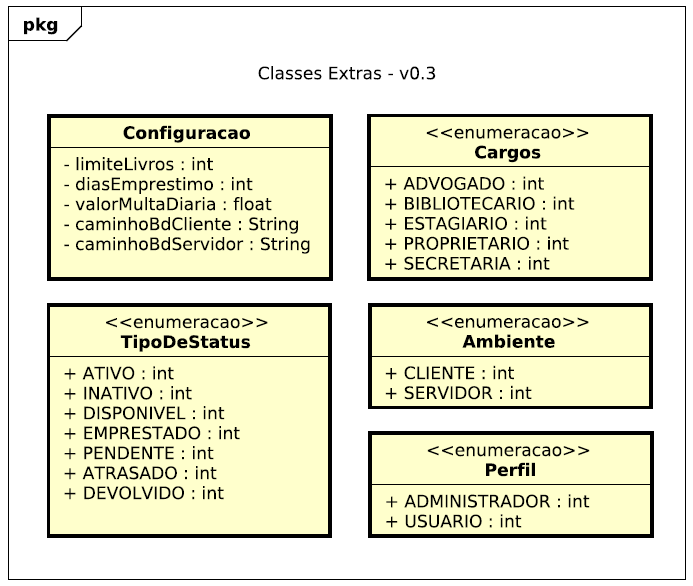 pkg
Classes Extras - v0.3
Configuracao
- limiteLivros : int
- diasEmprestimo : int
- valorMultaDiaria : float
- caminhoBdCliente : String
- caminhoBdServidor : String
<<enumeracao>>
Cargos
+ ADVOGADO : int
+ BIBLIOTECARIO : int
+ ESTAGIARIO : int
+ PROPRIETARIO : int
+ SECRETARIA : int
<<enumeracao>>
TipoDeStatus
+ ATIVO : int
+ INATIVO : int
+ DISPONIVEL : int
+ EMPRESTADO : int
+ PENDENTE : int
+ ATRASADO : int
+ DEVOLVIDO : int
<<enumeracao>>
Ambiente
+ CLIENTE : int
+ SERVIDOR : int
<<enumeracao>>
Perfil
+ ADMINISTRADOR : int
+ USUARIO : int